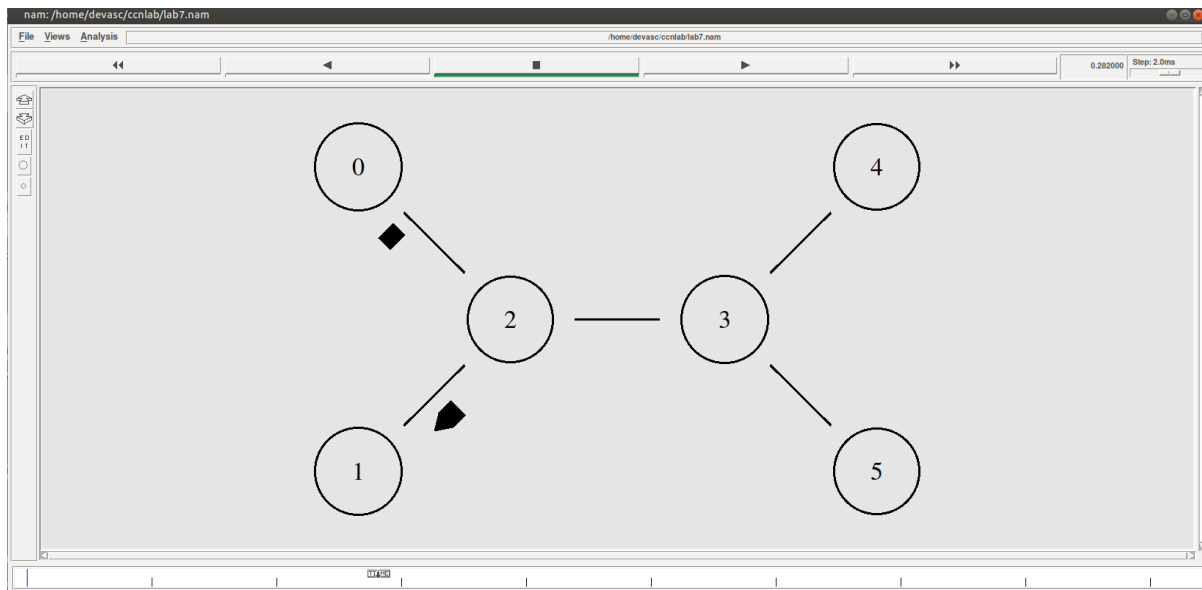 nam: /home/devasc/ccnlab/lab7.nam
File Views Analysis /home/devasc/ccnlab/lab7.nam
0.282000 Step: 2.0ms
E D
I T
0 4
2 3
1 5
TIME